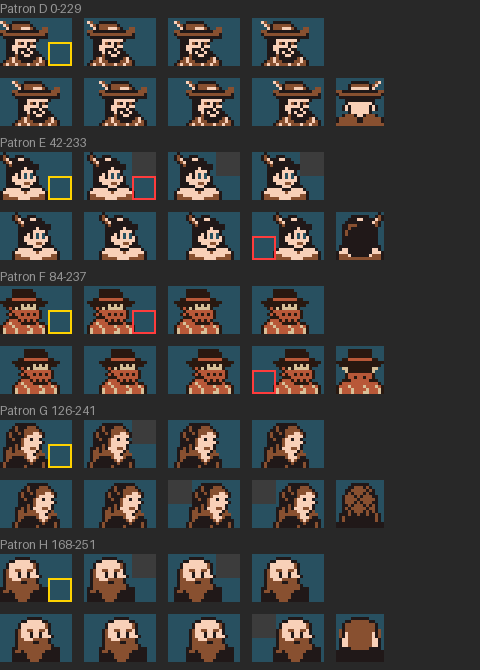 Patron D 0-229
Patron E 42-233
Patron F 84-237
Patron G 126-241
Patron H 168-251